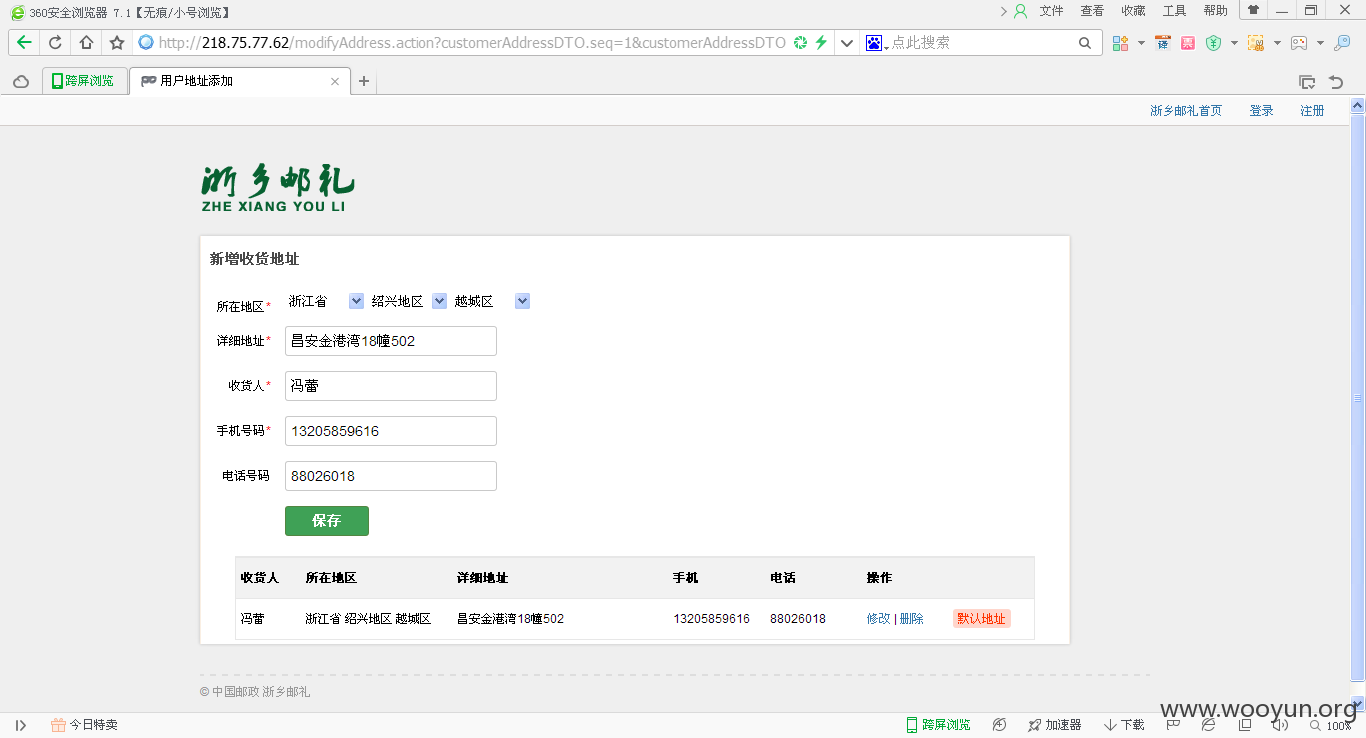 360安全浏览器 7.1【无痕/小号浏览】
文件 查看 收藏 工具 帮助
http://218.75.77.62/modifyAddress.action?customerAddressDTO.seq=1&customerAddressDTO
点此搜索
跨屏浏览
用户地址添加
浙乡邮礼首页 登录 注册
浙乡邮礼
ZHE XIANG YOU LI
新增收货地址
所在地区* 浙江省 绍兴地区 越城区
详细地址* 昌安金港湾18幢502
收货人* 冯蕾
手机号码* 13205859616
电话号码 88026018
保存
收货人 所在地区 详细地址 手机 电话 操作
冯蕾 浙江省 绍兴地区 越城区 昌安金港湾18幢502 13205859616 88026018 修改 | 删除 默认地址
© 中国邮政 浙乡邮礼
www.wooyun.org
今日特卖 跨屏浏览 加速器 下载 100%